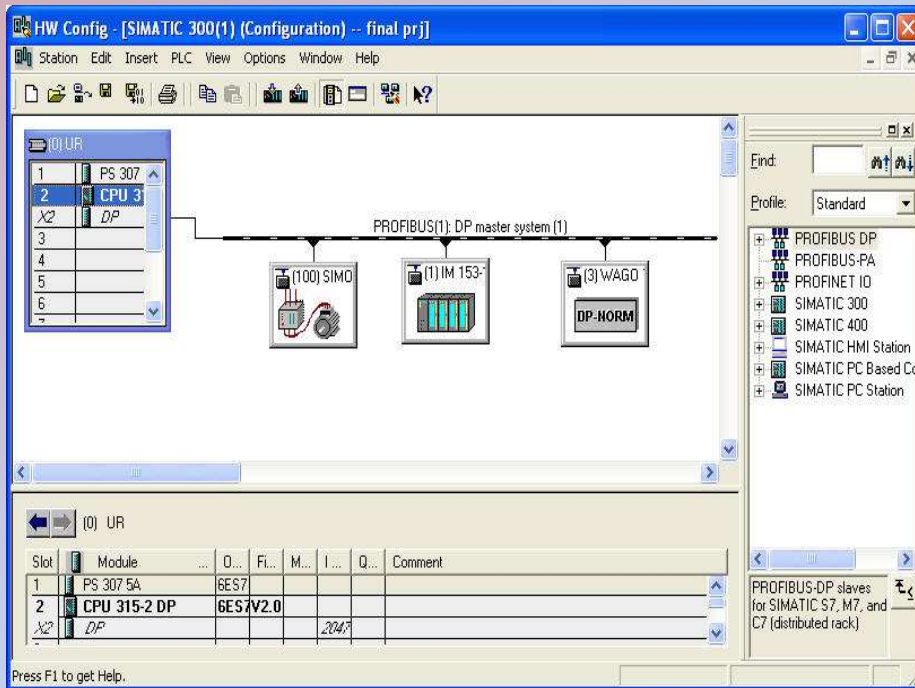 HW Config - [SIMATIC 300(1) (Configuration) -- final prj]
Station Edit Insert PLC View Options Window Help
(0) UR
1 PS 307
2 CPU 31
X2 DP
3
4
5
6
PROFIBUS(1): DP master system (1)
(100) SIMO
(1) IM 153-
(3) WAGO
DP-NORM
Find:
Profile: Standard
PROFIBUS DP
PROFIBUS-PA
PROFINET IO
SIMATIC 300
SIMATIC 400
SIMATIC HMI Station
SIMATIC PC Based Co
SIMATIC PC Station
(0) UR
Slot Module ... O... Fi... M... I... Q... Comment
1 PS 307 5A 6ES7
2 CPU 315-2 DP 6ES7 V2.0
X2 DP 2047
PROFIBUS-DP slaves
for SIMATIC S7, M7, and
C7 (distributed rack)
Press F1 to get Help.